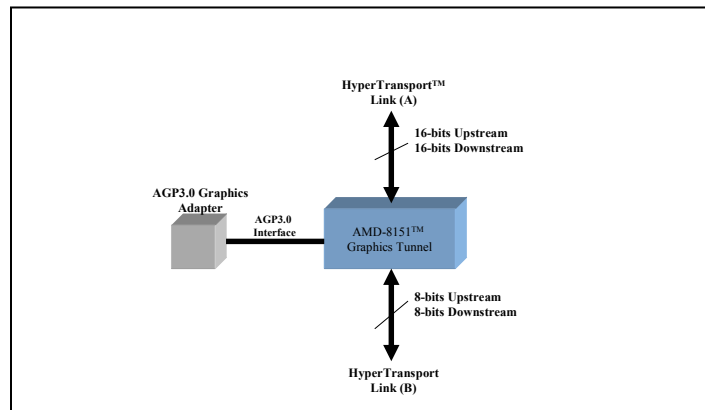 HyperTransport™
Link (A)
16-bits Upstream
16-bits Downstream
AGP3.0 Graphics
Adapter
AGP3.0
Interface
AMD-8151™
Graphics Tunnel
8-bits Upstream
8-bits Downstream
HyperTransport
Link (B)